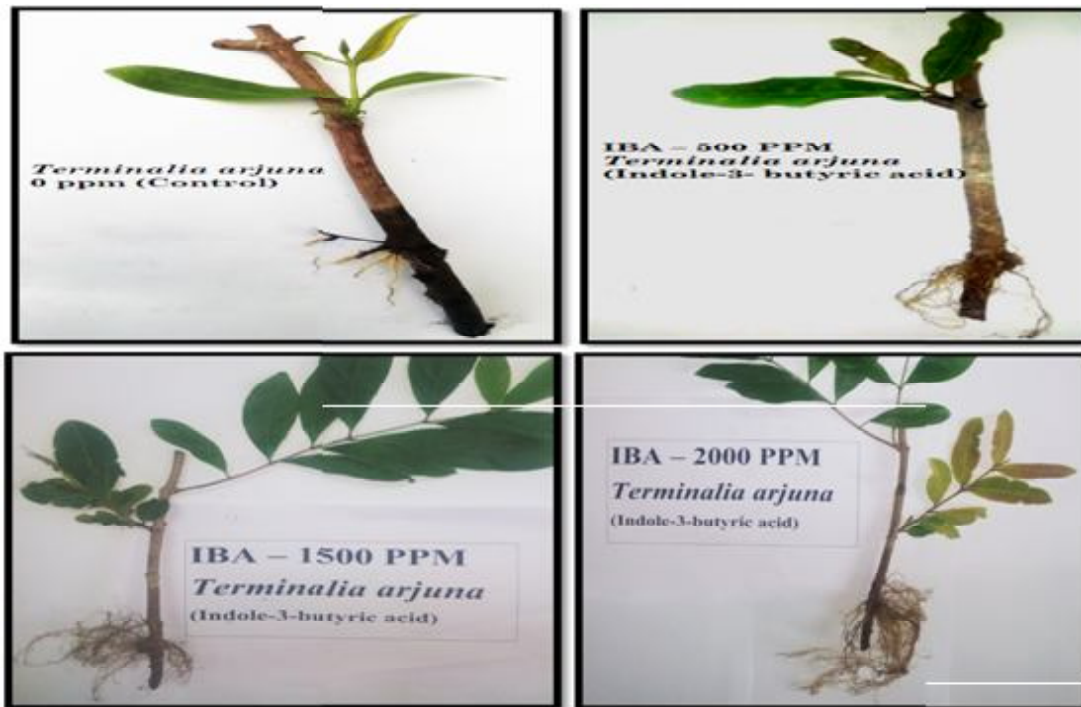 Terminalia arjuna
0 ppm (Control)
IBA – 500 PPM
Terminalia arjuna
(Indole-3- butyric acid)
IBA – 1500 PPM
Terminalia arjuna
(Indole-3-butyric acid)
IBA – 2000 PPM
Terminalia arjuna
(Indole-3-butyric acid)